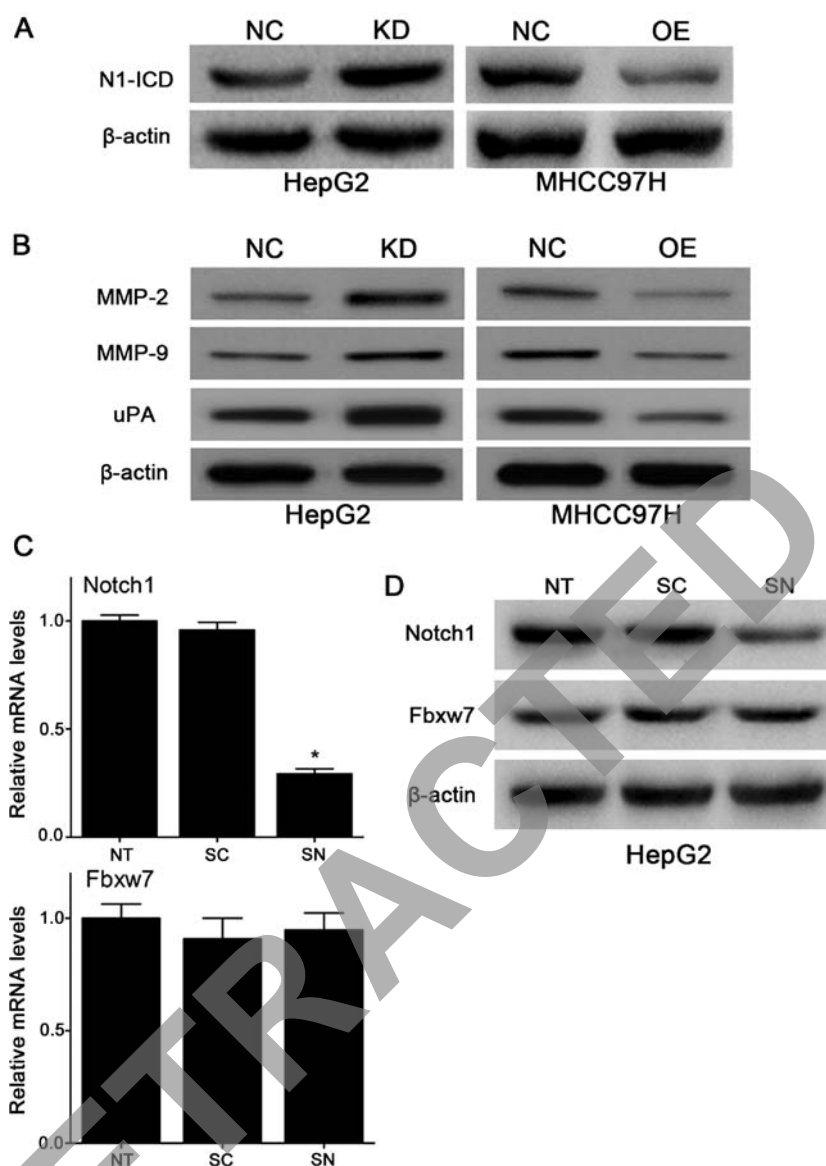 A
NC KD NC OE
N1-ICD
β-actin
HepG2 MHCC97H
B
NC KD NC OE
MMP-2
MMP-9
uPA
β-actin
HepG2 MHCC97H
C
Notch1
Relative mRNA levels
1.0
0.5
*
0.0
NT SC SN
Fbxw7
Relative mRNA levels
1.0
0.5
0.0
NT SC SN
D
NT SC SN
Notch1
Fbxw7
β-actin
HepG2
ETRACTED